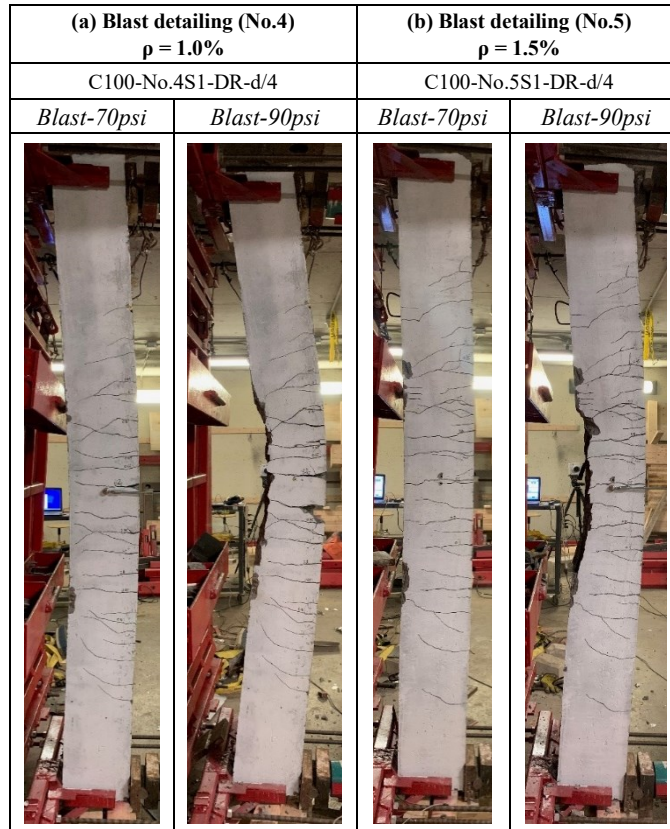 (a) Blast detailing (No.4)
ρ = 1.0%
(b) Blast detailing (No.5)
ρ = 1.5%
C100-No.4S1-DR-d/4
C100-No.5S1-DR-d/4
Blast-70psi
Blast-90psi
Blast-70psi
Blast-90psi